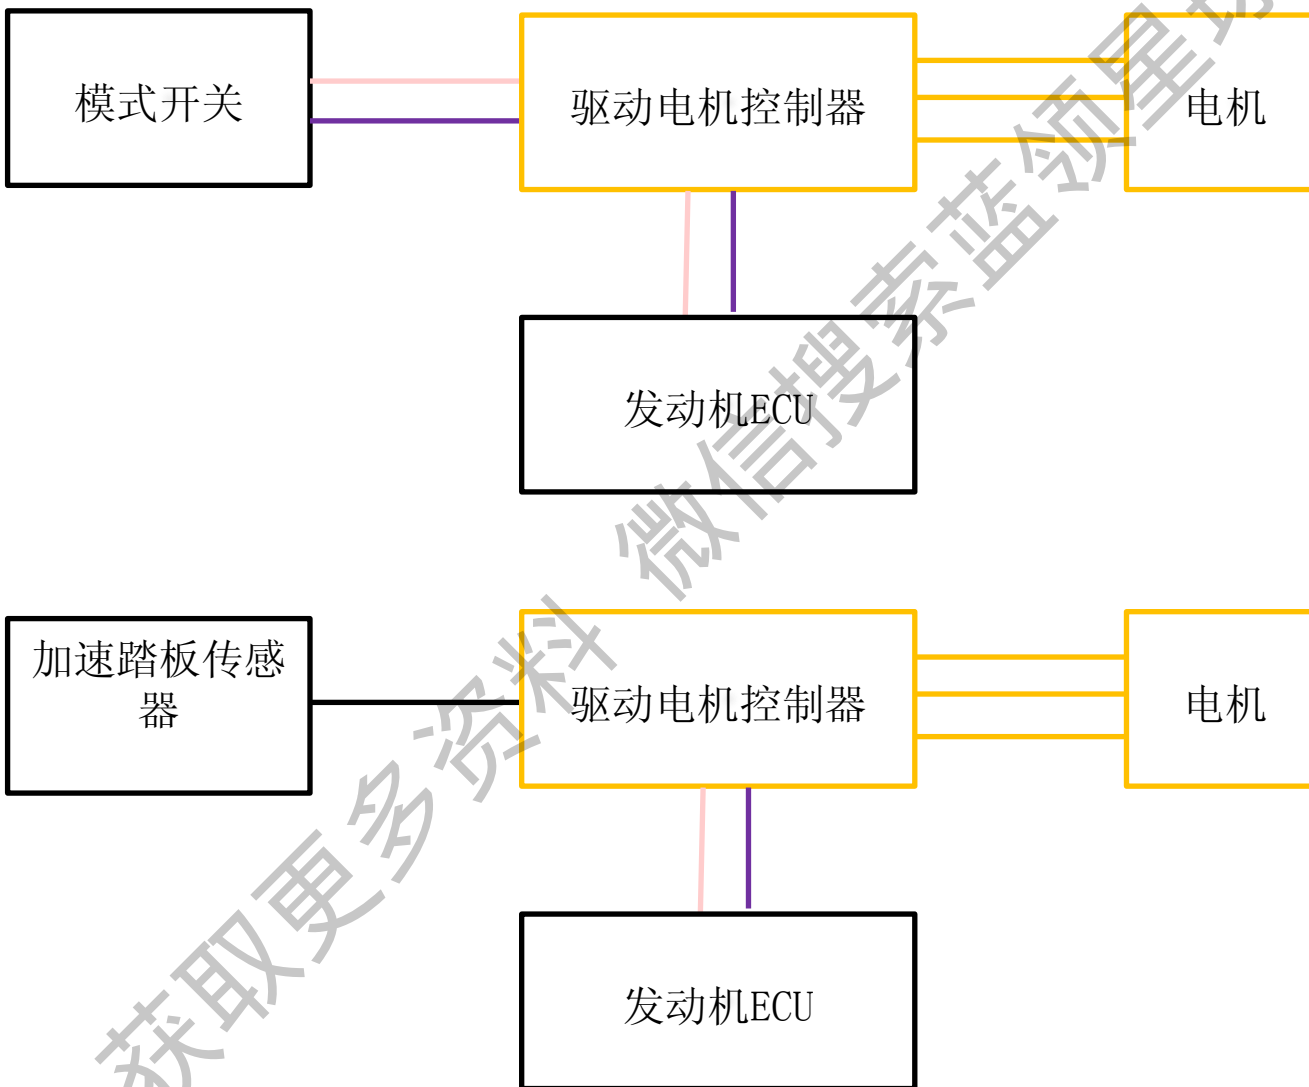 模式开关
驱动电机控制器
电机
发动机ECU
加速踏板传感
器
驱动电机控制器
电机
发动机ECU
获取更多资料 微信搜索蓝领星球